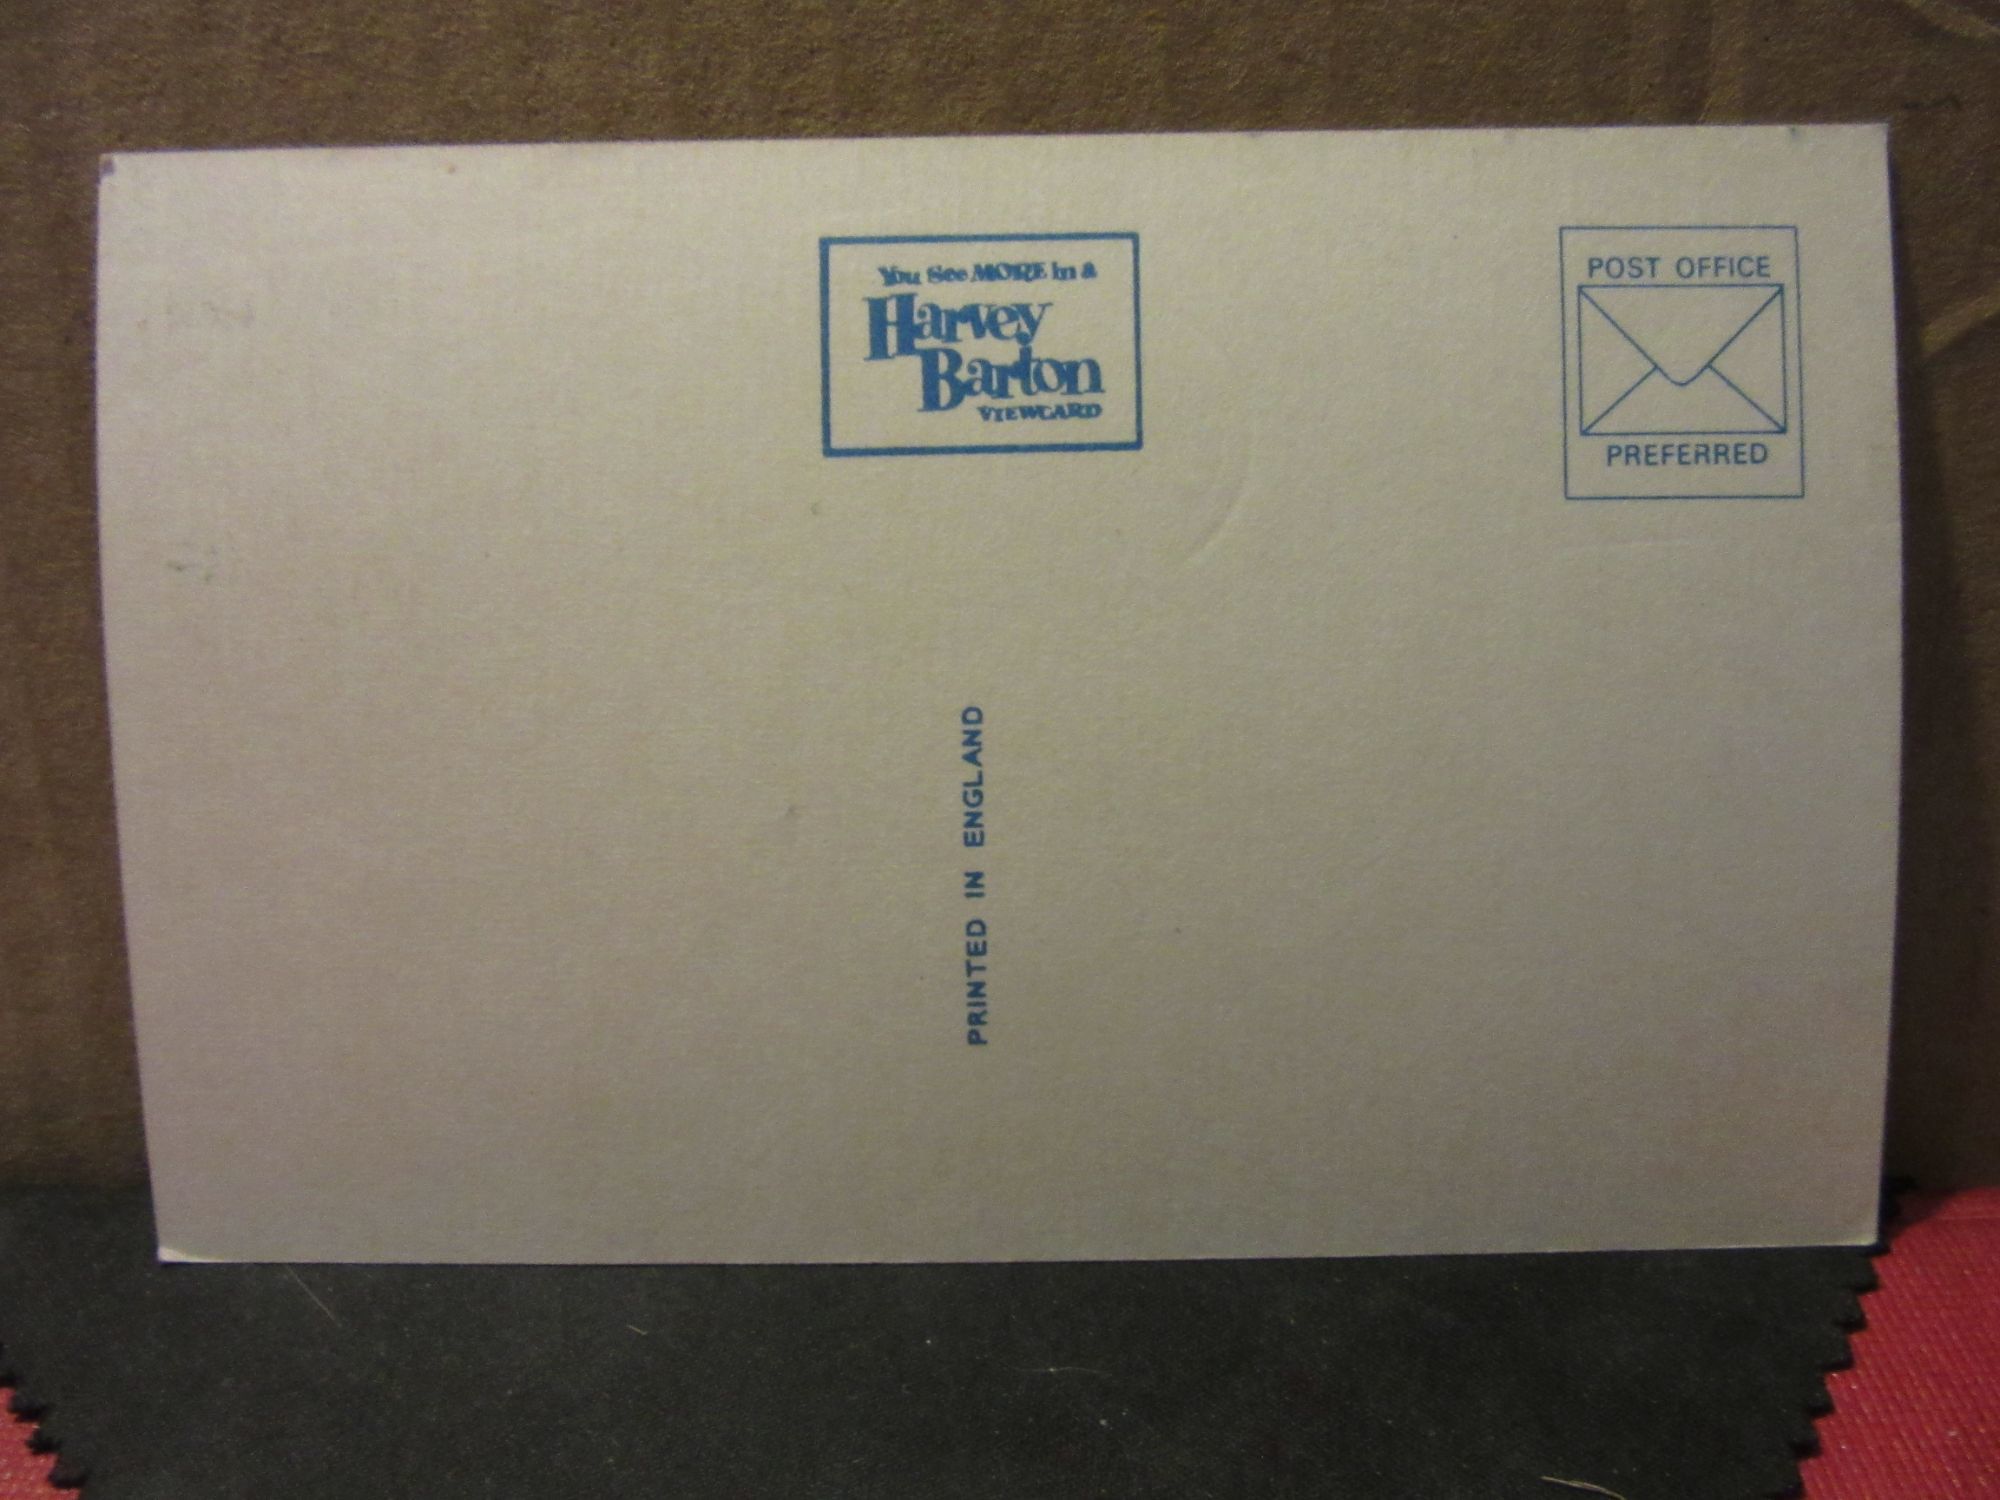 You See MORE in a
Harvey
Barton
VIEWCARD
POST OFFICE
PREFERRED
PRINTED IN ENGLAND